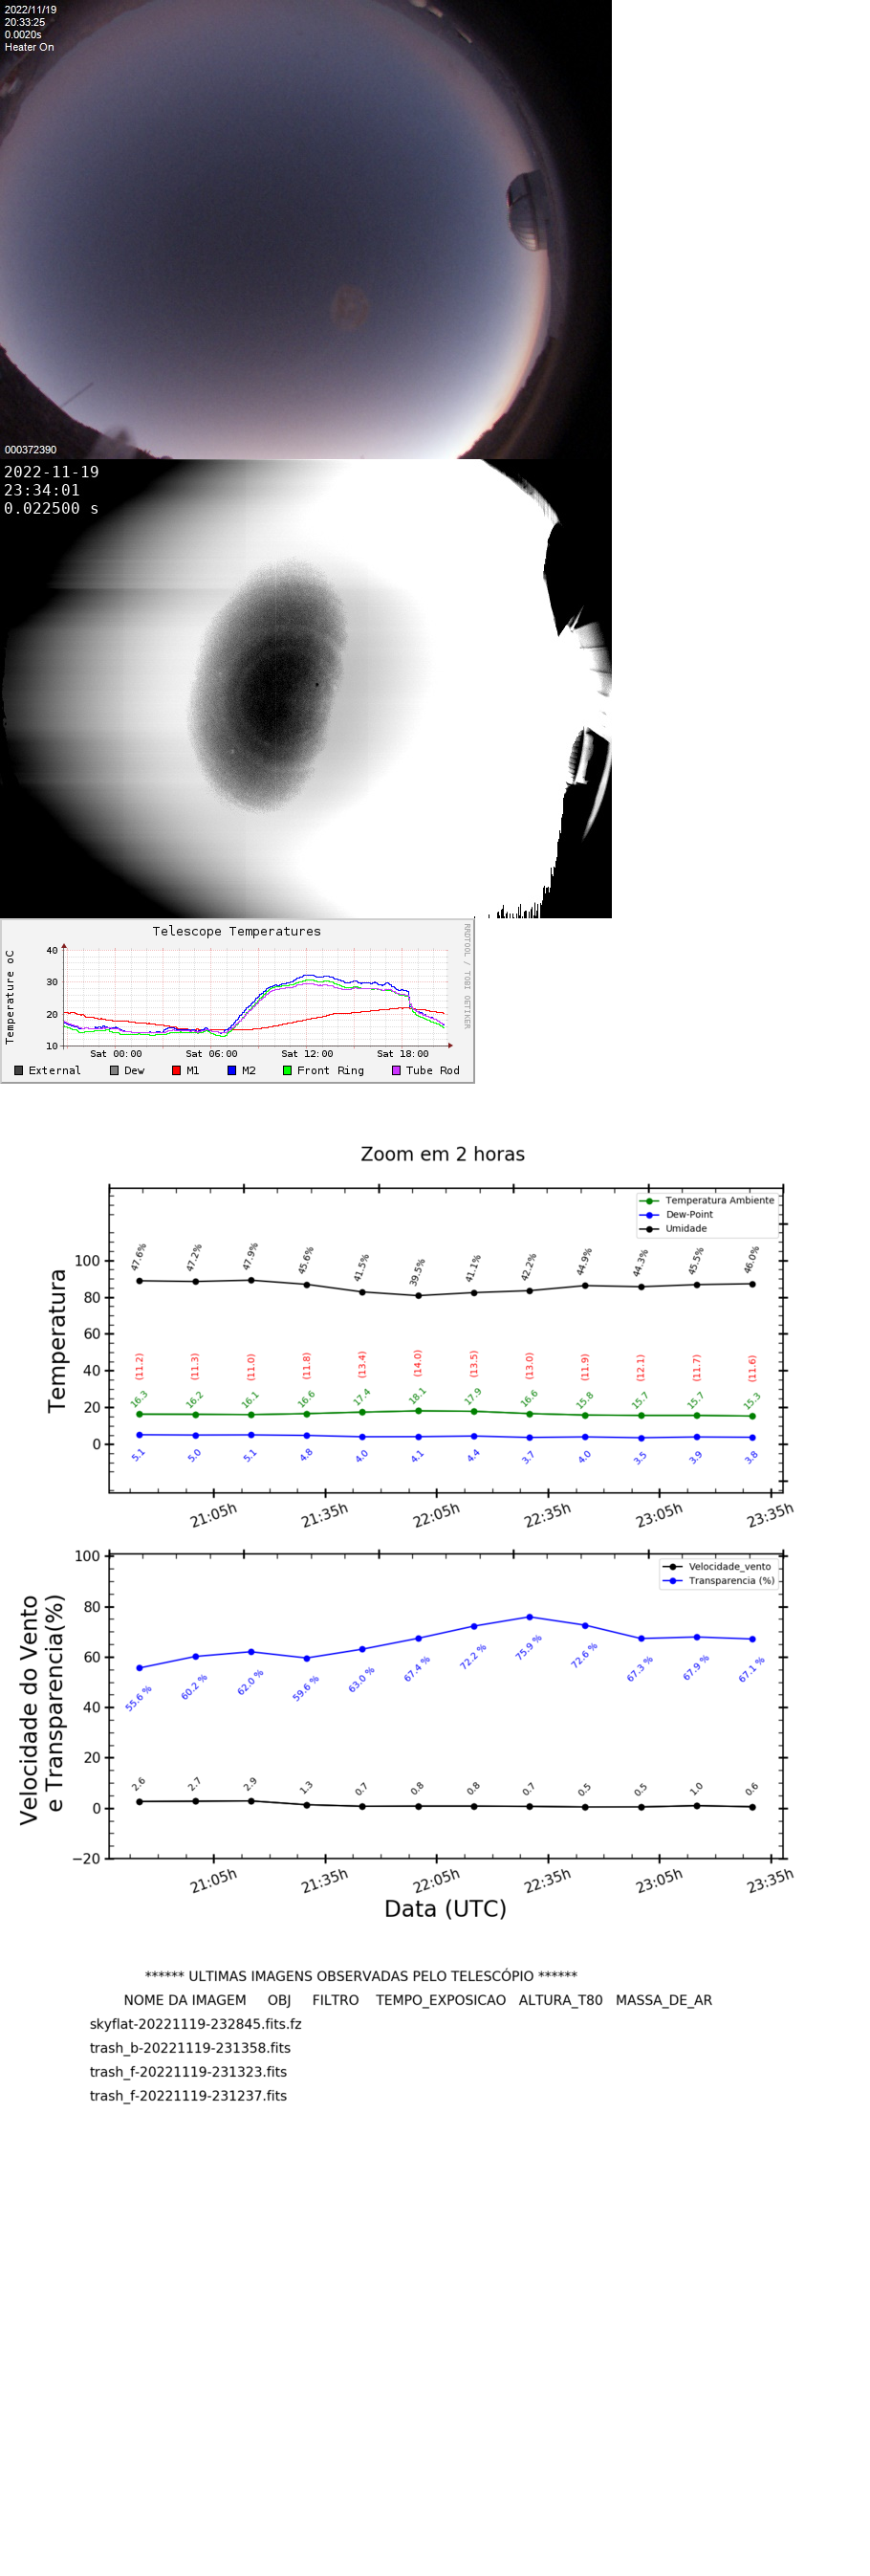 2022/11/19
20:33:25
0.0020s
Heater On
000372390
2022-11-19
23:34:01
0.022500 s
Telescope Temperatures
RRDTOOL / TOBI OETIKER
Temperature oC
40
30
20
10
Sat 00:00 Sat 06:00 Sat 12:00 Sat 18:00
External Dew M1 M2 Front Ring Tube Rod
Zoom em 2 horas
Temperatura Ambiente
Dew-Point
Umidade
Temperatura
100
80
60
40
20
0
47.6% 47.2% 47.9% 45.6% 41.5% 39.5% 41.1% 42.2% 44.9% 44.3% 45.5% 46.0%
(11.2) (11.3) (11.0) (11.8) (13.4) (14.0) (13.5) (13.0) (11.9) (12.1) (11.7) (11.6)
16.3 16.2 16.1 16.6 17.4 18.1 17.9 16.6 15.8 15.7 15.7 15.3
5.1 5.0 5.1 4.8 4.0 4.1 4.4 3.7 4.0 3.5 3.9 3.8
21:05h 21:35h 22:05h 22:35h 23:05h 23:35h
Velocidade_vento
Transparencia (%)
Velocidade do Vento
e Transparencia(%)
100
80
60
40
20
0
−20
55.6 % 60.2 % 62.0 % 59.6 % 63.0 % 67.4 % 72.2 % 75.9 % 72.6 % 67.3 % 67.9 % 67.1 %
2.6 2.7 2.9 1.3 0.7 0.8 0.8 0.7 0.5 0.5 1.0 0.6
21:05h 21:35h 22:05h 22:35h 23:05h 23:35h
Data (UTC)
****** ULTIMAS IMAGENS OBSERVADAS PELO TELESCÓPIO ******
NOME DA IMAGEM OBJ FILTRO TEMPO_EXPOSICAO ALTURA_T80 MASSA_DE_AR
skyflat-20221119-232845.fits.fz
trash_b-20221119-231358.fits
trash_f-20221119-231323.fits
trash_f-20221119-231237.fits